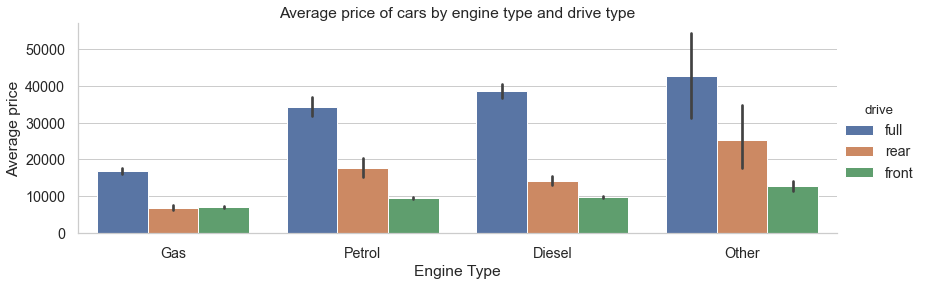 Average price of cars by engine type and drive type
Average price
50000
40000
30000
20000
10000
0
Gas
Petrol
Diesel
Other
Engine Type
drive
full
rear
front